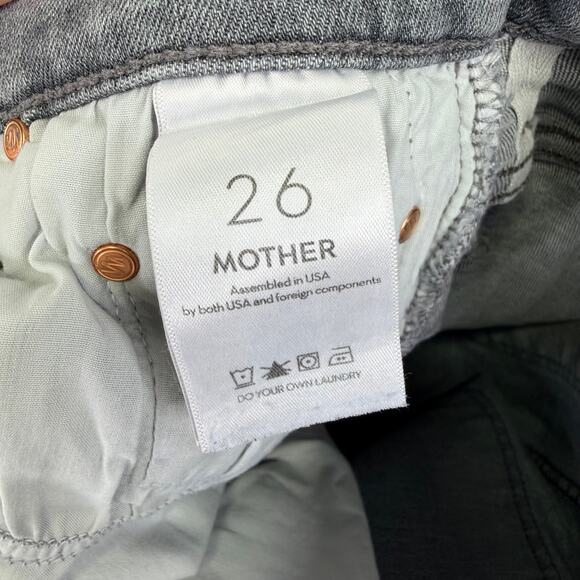 26
MOTHER
Assembled in USA
by both USA and foreign components
DO YOUR OWN LAUNDRY